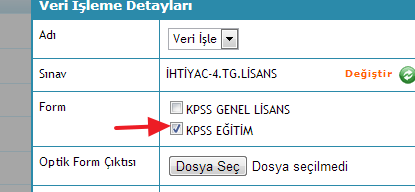 Veri İşleme Detayları
Adı Veri İşle
Sınav İHTİYAC-4.TG.LİSANS Değiştir
Form KPSS GENEL LİSANS
KPSS EĞİTİM
Optik Form Çıktısı Dosya Seç Dosya seçilmedi